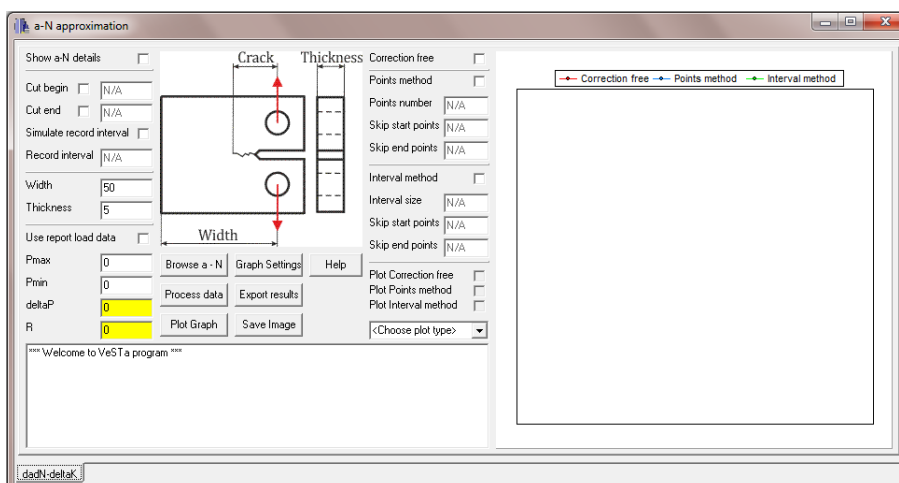 a-N approximation
Show a-N details
Cut begin N/A
Cut end N/A
Simulate record interval
Record interval N/A
Width 50
Thickness 5
Use report load data
Pmax 0
Pmin 0
deltaP 0
R 0
Crack Thickness
Width
Browse a - N Graph Settings Help
Process data Export results
Plot Graph Save Image
Correction free
Points method
Points number N/A
Skip start points N/A
Skip end points N/A
Interval method
Interval size N/A
Skip start points N/A
Skip end points N/A
Plot Correction free
Plot Points method
Plot Interval method
<Choose plot type>
Correction free Points method Interval method
*** Welcome to VeSTa program ***
dadN-deltaK